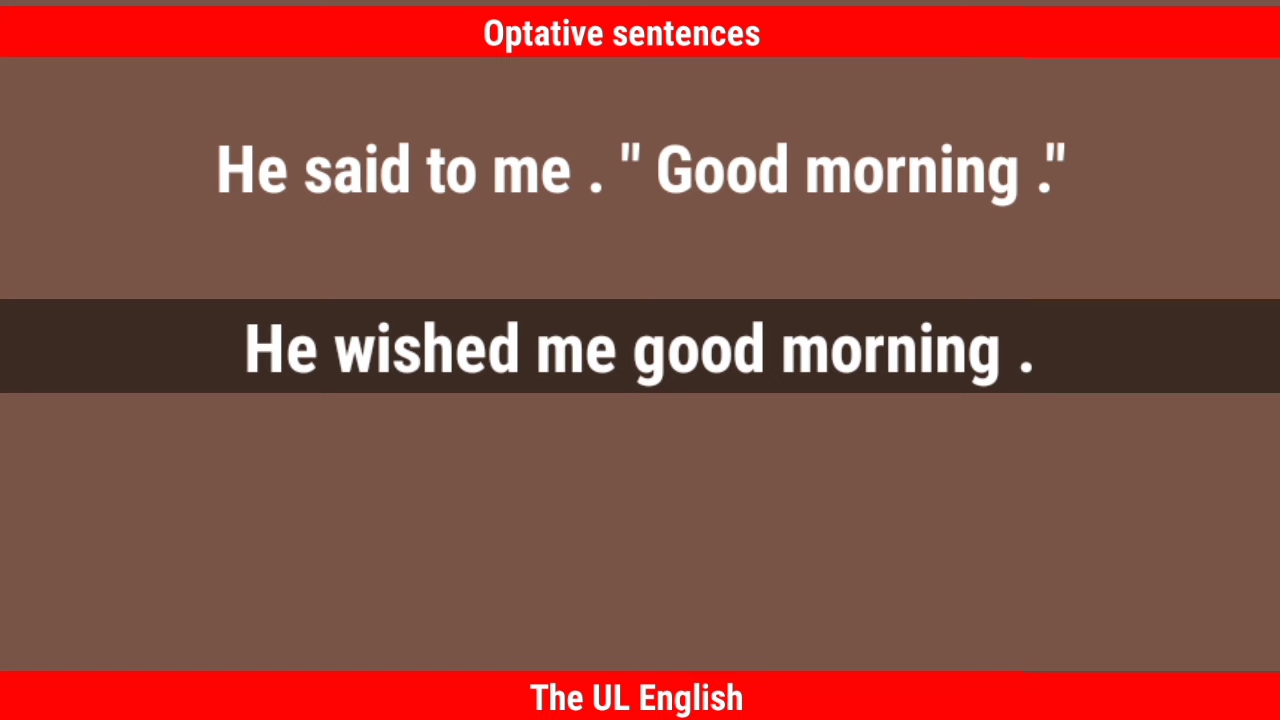 Optative sentences
He said to me . " Good morning ."
He wished me good morning .
The UL English